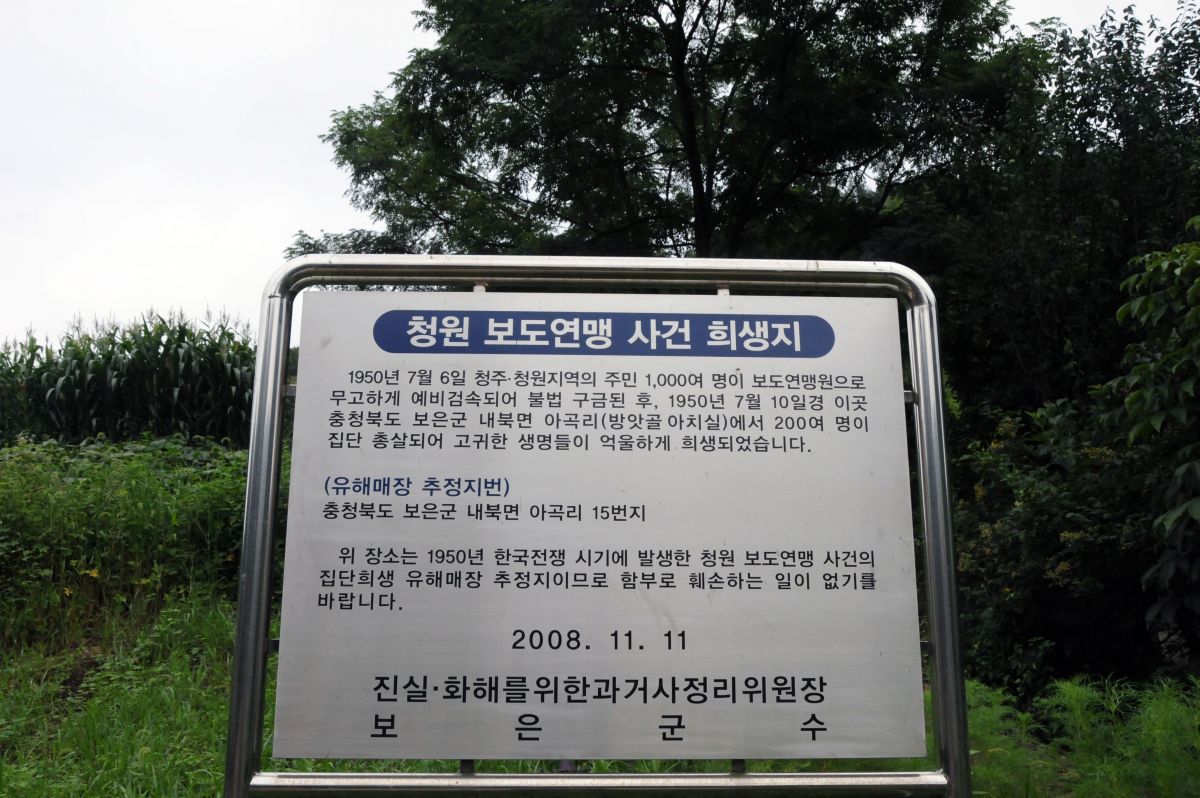 청원 보도연맹 사건 희생지
1950년 7월 6일 청주·청원지역의 주민 1,000여 명이 보도연맹원으로
무고하게 예비검속되어 불법 구금된 후, 1950년 7월 10일경 이곳
충청북도 보은군 내북면 아곡리(방앗골 아치실)에서 200여 명이
집단 총살되어 고귀한 생명들이 억울하게 희생되었습니다.
(유해매장 추정지번)
충청북도 보은군 내북면 아곡리 15번지
위 장소는 1950년 한국전쟁 시기에 발생한 청원 보도연맹 사건의
집단희생 유해매장 추정지이므로 함부로 훼손하는 일이 없기를
바랍니다.
2008. 11. 11
진실·화해를위한과거사정리위원장
보 은 군 수